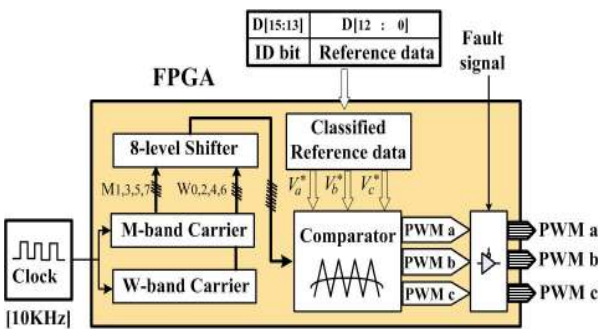 D[15:13] D[12 : 0]
ID bit Reference data
Fault
signal
FPGA
8-level Shifter
Classified
Reference data
M1,3,5,7 W0,2,4,6
Va* Vb* Vc*
M-band Carrier
Comparator
PWM a
PWM b
PWM c
PWM a
PWM b
PWM c
Clock
W-band Carrier
[10KHz]